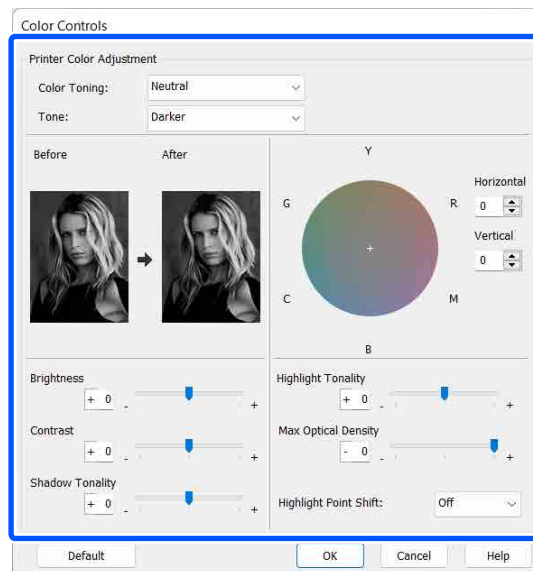 Color Controls
Printer Color Adjustment
Color Toning: Neutral
Tone: Darker
Before After
Y
G R
C M
B
Horizontal
0
Vertical
0
Brightness
+ 0 - +
Contrast
+ 0 - +
Shadow Tonality
+ 0 - +
Highlight Tonality
+ 0 - +
Max Optical Density
- 0 - +
Highlight Point Shift: Off
Default OK Cancel Help